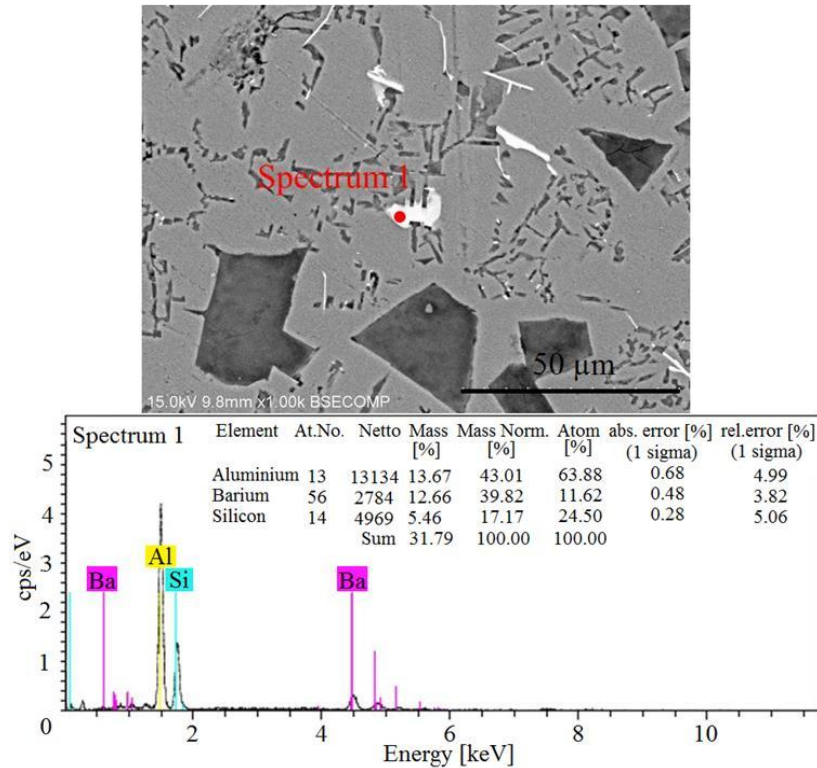 Spectrum 1
50 µm
15.0kV 9.8mm x1.00k BSECOMP
Spectrum 1
Element At.No. Netto Mass Mass Norm. Atom abs. error [%] rel.error [%]
[%] [%] [%] (1 sigma) (1 sigma)
Aluminium 13 13134 13.67 43.01 63.88 0.68 4.99
Barium 56 2784 12.66 39.82 11.62 0.48 3.82
Silicon 14 4969 5.46 17.17 24.50 0.28 5.06
Sum 31.79 100.00 100.00
cps/eV
5
4
3
2
1
0
Ba
Al
Si
Ba
2 4 6 8 10
Energy [keV]